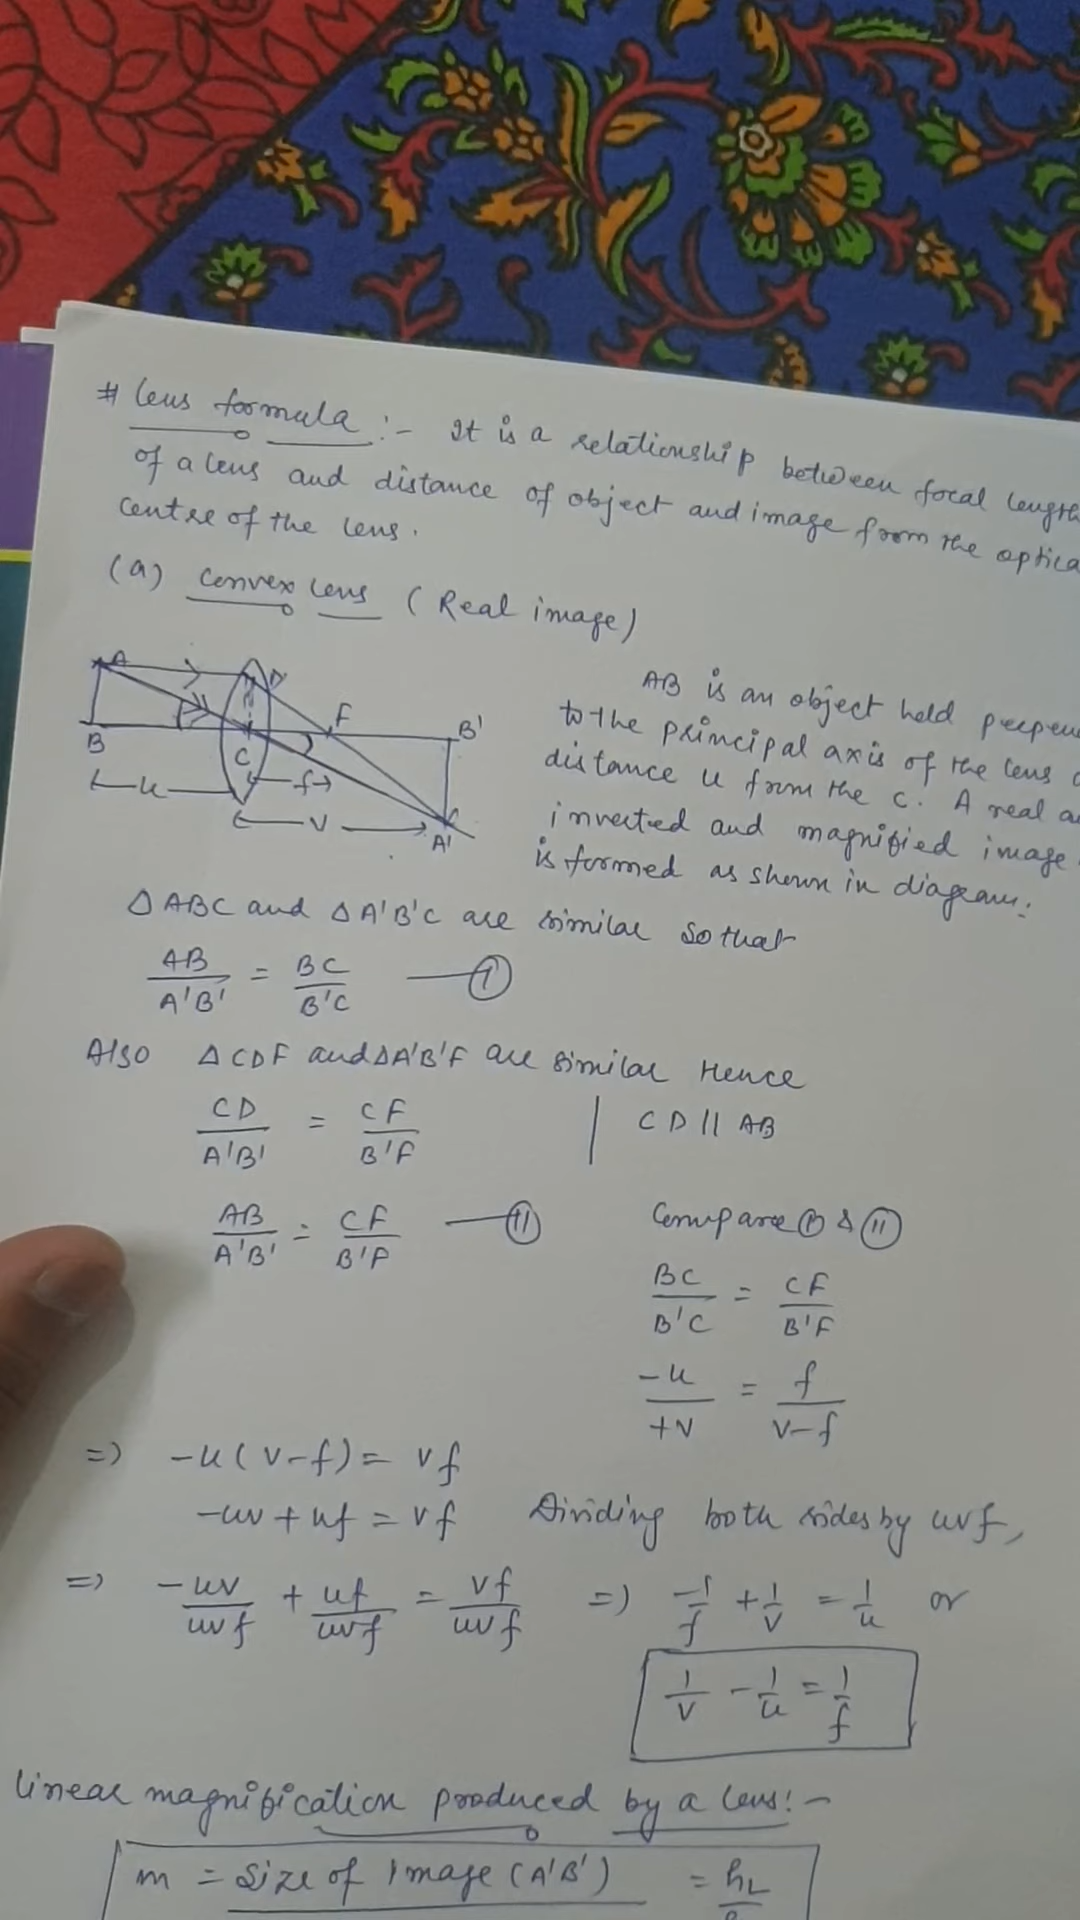 # Lens formula :- It is a relationship between focal length
of a lens and distance of object and image from the optica
centre of the lens.
(a) Convex lens (Real image)
A D F B'
B C
u f
v A'
AB is an object held perpen
to the principal axis of the lens
distance u from the C. A real a
inverted and magnified image
is formed as shown in diagram.
Δ ABC and Δ A'B'C are similar so that
AB/A'B' = BC/B'C — (I)
Also Δ CDF and Δ A'B'F are similar Hence
CD/A'B' = CF/B'F | CD || AB
AB/A'B' = CF/B'F — (II) Compare (I) & (II)
BC/B'C = CF/B'F
-u/+v = f/v-f
=) -u(v-f) = vf
-uv + uf = vf Dividing both sides by uvf,
=) -uv/uvf + uf/uvf = vf/uvf =) -1/f + 1/v = 1/u or
1/v - 1/u = 1/f
linear magnification produced by a lens :-
m = Size of Image (A'B') = h